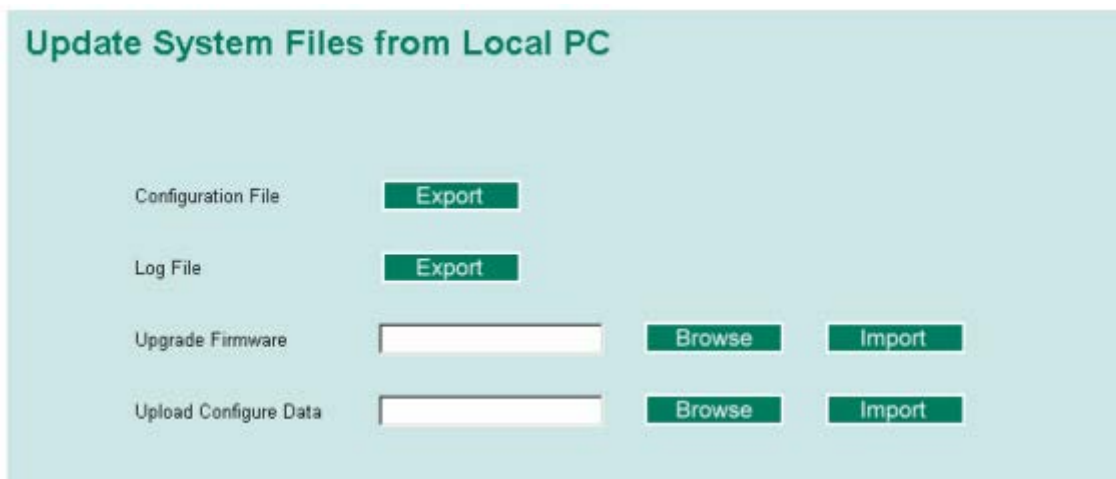 Update System Files from Local PC
Configuration File Export
Log File Export
Upgrade Firmware Browse Import
Upload Configure Data Browse Import